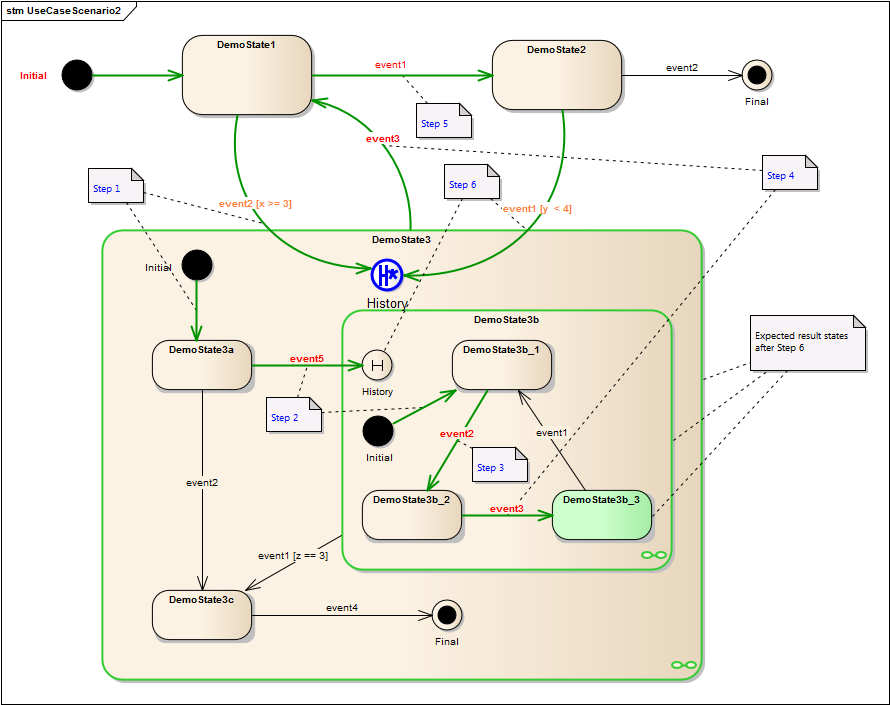 stm UseCaseScenario2
DemoState1
DemoState2
event1
event2
Initial
Final
Step 5
event3
Step 4
Step 1
Step 6
event2 [x >= 3]
event1 [y < 4]
DemoState3
Initial
History
DemoState3b
Expected result states
after Step 6
DemoState3a
DemoState3b_1
event5
H
History
Step 2
event2
event1
Initial
Step 3
event2
DemoState3b_2
DemoState3b_3
event3
event1 [z == 3]
DemoState3c
event4
Final